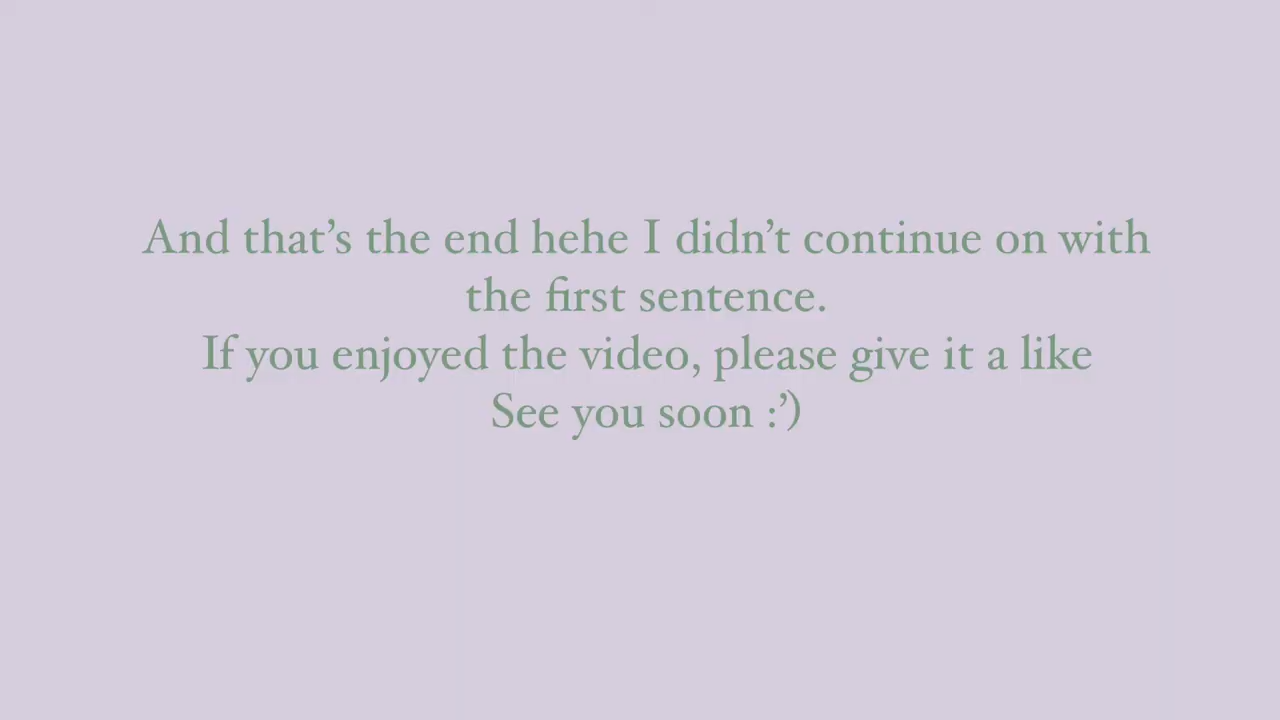 And that’s the end hehe I didn’t continue on with
the first sentence.
If you enjoyed the video, please give it a like
See you soon :’)